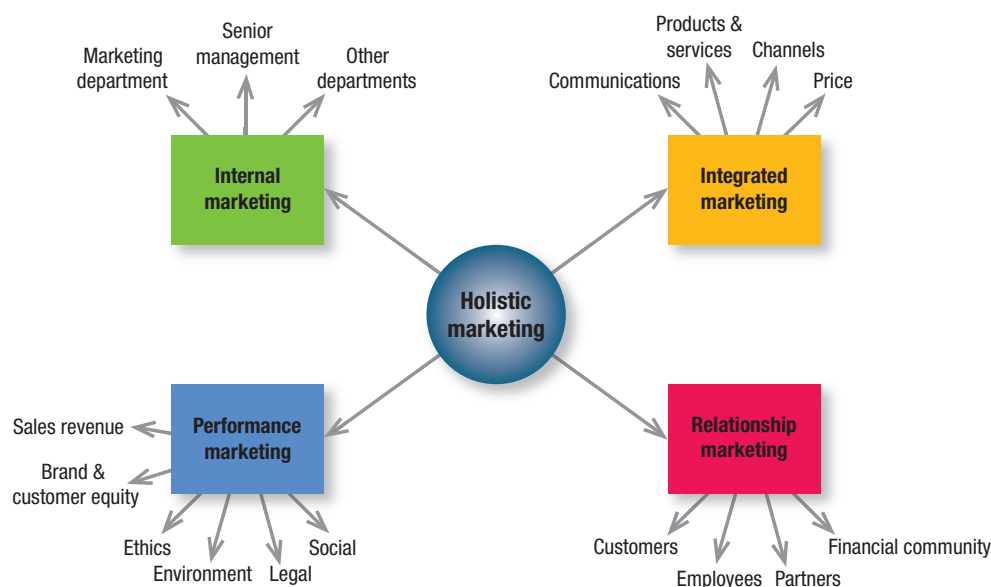 Senior
management
Marketing
department
Other
departments
Internal
marketing
Products &
services
Channels
Communications
Price
Integrated
marketing
Holistic
marketing
Performance
marketing
Sales revenue
Brand &
customer equity
Ethics
Environment
Legal
Social
Relationship
marketing
Customers
Employees
Partners
Financial community